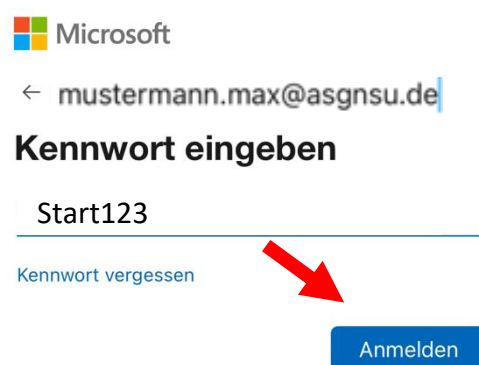 Microsoft
← mustermann.max@asgnsu.de
Kennwort eingeben
Start123
Kennwort vergessen
Anmelden